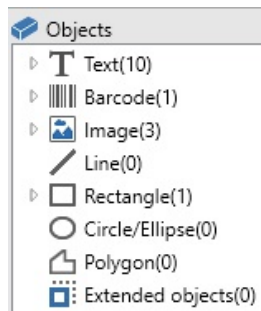 Objects
Text(10)
Barcode(1)
Image(3)
Line(0)
Rectangle(1)
Circle/Ellipse(0)
Polygon(0)
Extended objects(0)